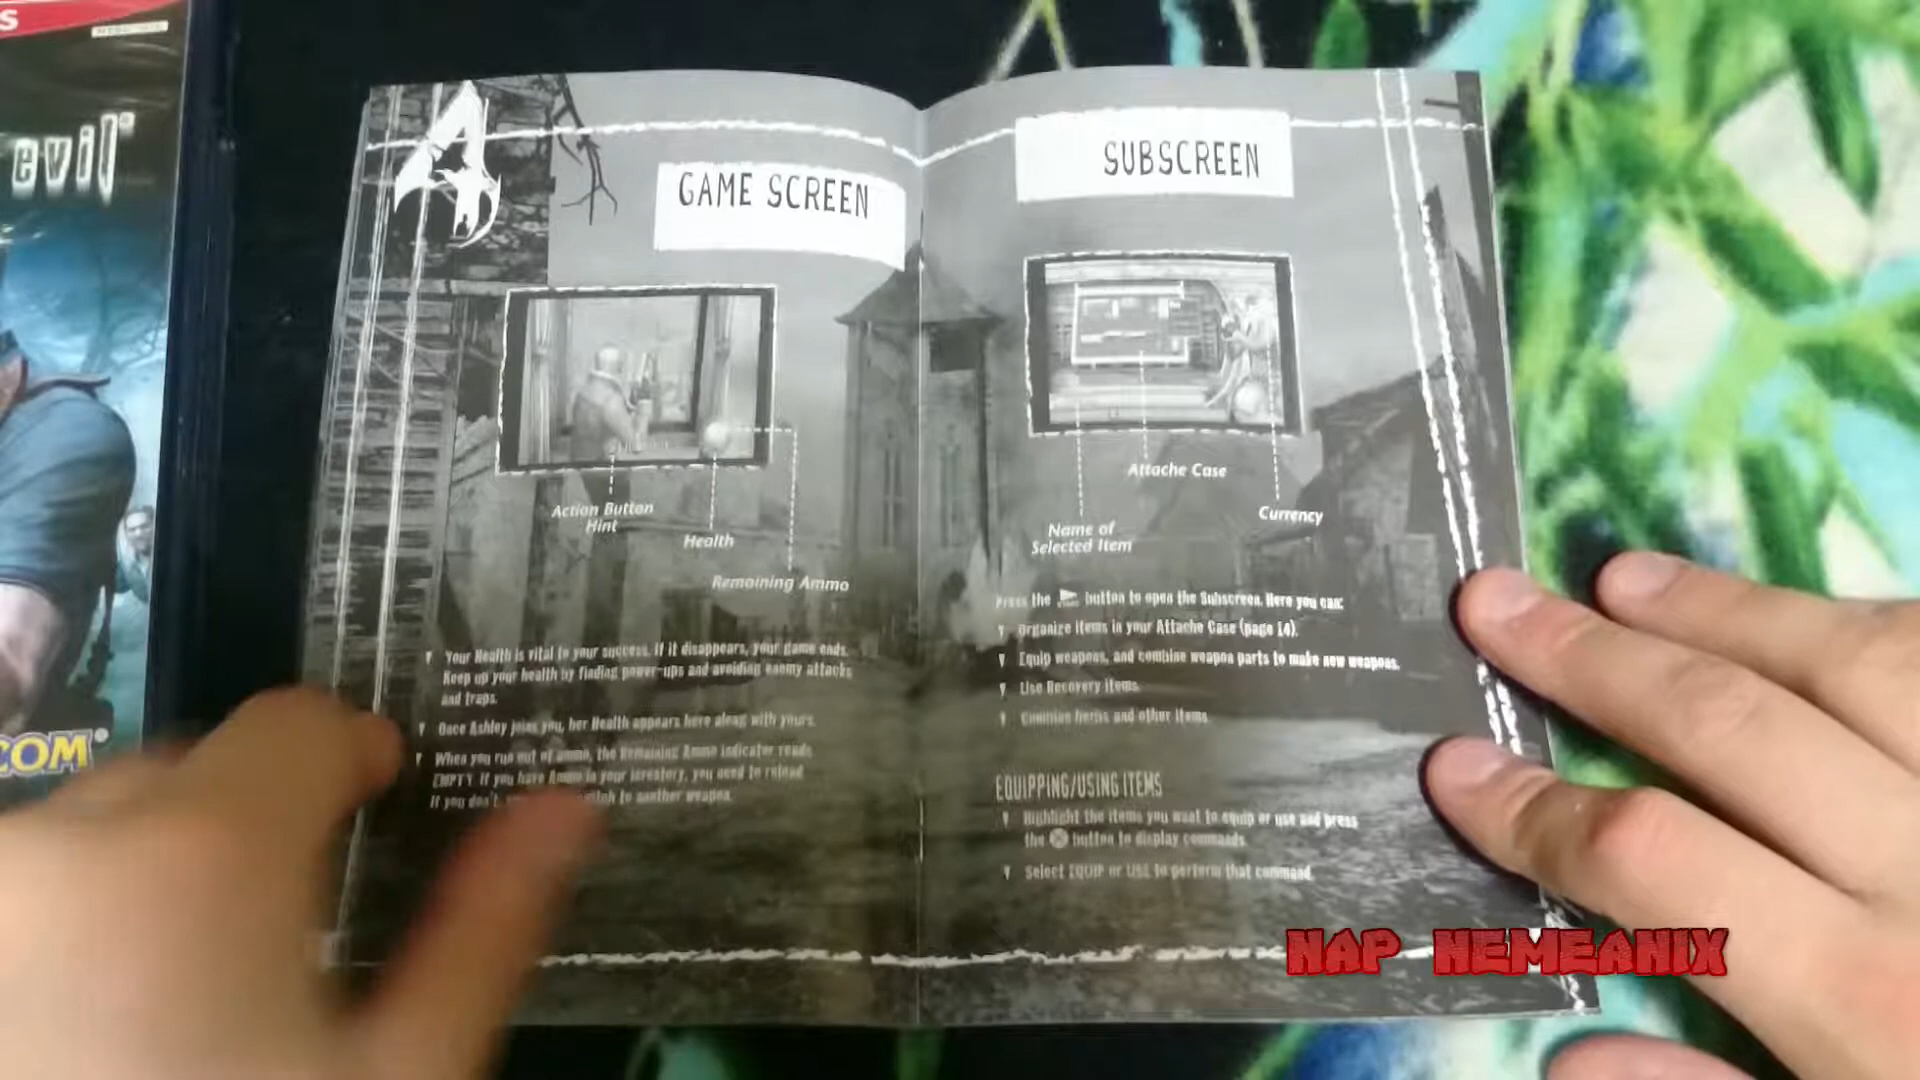 S
evil
COM
GAME SCREEN
Action Button
Hint
Health
Remaining Ammo
Your Health is vital to your success. If it disappears, your game ends.
Keep up your health by finding power-ups and avoiding enemy attacks
and traps.
Once Ashley joins you, her Health appears here along with yours.
When you run out of ammo, the Remaining Ammo indicator reads
EMPTY. If you have Ammo in your inventory, you need to reload.
If you don't, to another weapon.
SUBSCREEN
Attache Case
Currency
Name of
Selected Item
Press the button to open the Subscreen. Here you can:
Organize items in your Attache Case (page 14).
Equip weapons, and combine weapon parts to make new weapons.
Use Recovery items.
Combine herbs and other items.
EQUIPPING/USING ITEMS
Highlight the items you want to equip or use and press
the button to display commands.
Select EQUIP or USE to perform that command.
NAP NEMEANIX